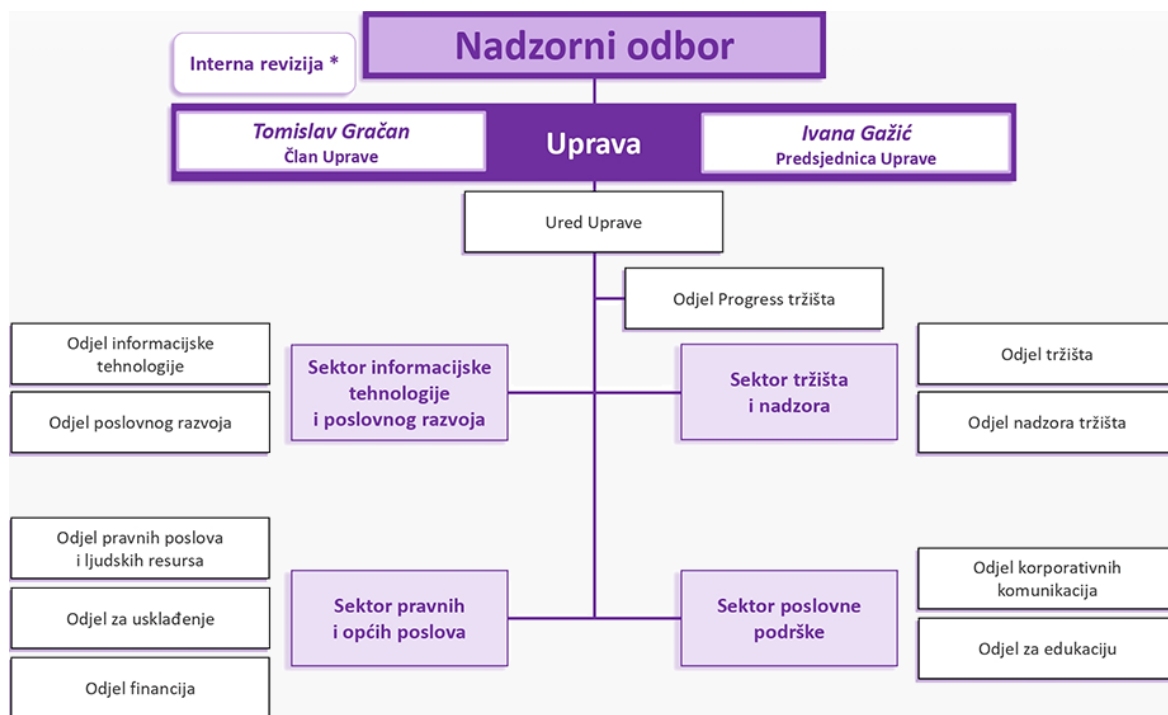 Nadzorni odbor
Interna revizija *
Tomislav Gračan
Član Uprave
Uprava
Ivana Gažić
Predsjednica Uprave
Ured Uprave
Odjel Progress tržišta
Odjel informacijske
tehnologije
Odjel poslovnog razvoja
Sektor informacijske
tehnologije
i poslovnog razvoja
Sektor tržišta
i nadzora
Odjel tržišta
Odjel nadzora tržišta
Odjel pravnih poslova
i ljudskih resursa
Odjel za usklađenje
Odjel financija
Sektor pravnih
i općih poslova
Sektor poslovne
podrške
Odjel korporativnih
komunikacija
Odjel za edukaciju